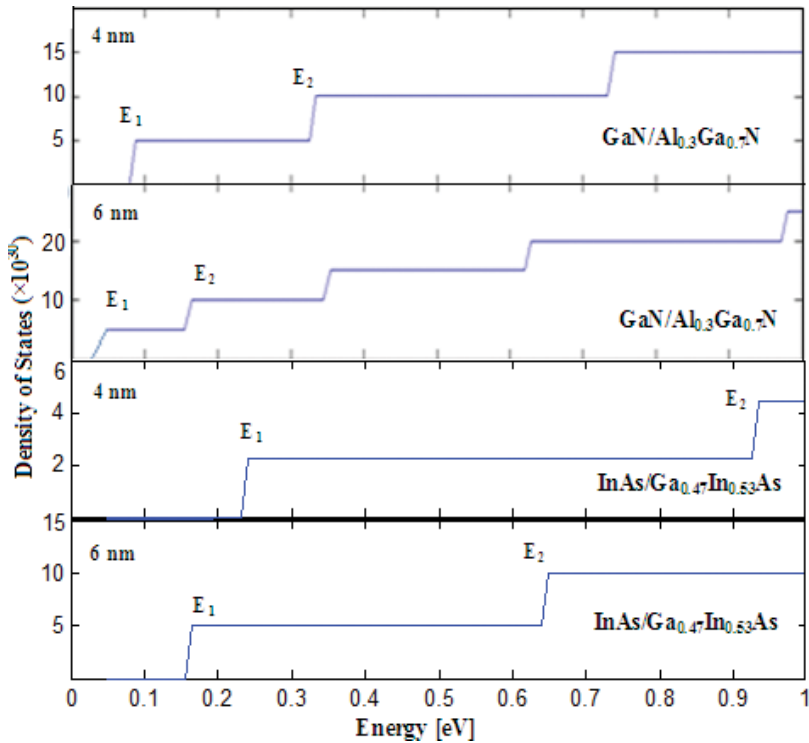 4 nm
15
10
5
E₁
E₂
GaN/Al₀.₃Ga₀.₇N
6 nm
20
10
E₁
E₂
GaN/Al₀.₃Ga₀.₇N
6
4
2
4 nm
E₁
E₂
InAs/Ga₀.₄₇In₀.₅₃As
15
10
5
6 nm
E₁
E₂
InAs/Ga₀.₄₇In₀.₅₃As
0 0.1 0.2 0.3 0.4 0.5 0.6 0.7 0.8 0.9 1
Energy [eV]
Density of States (×10³⁰)